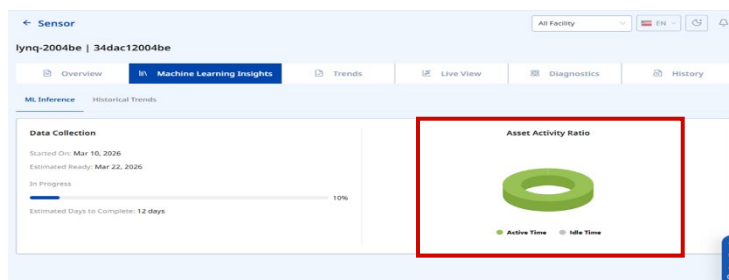 ← Sensor
All Facility
EN
lynq-2004be | 34dac12004be
Overview
Machine Learning Insights
Trends
Live View
Diagnostics
History
ML Inference
Historical Trends
Data Collection
Started On: Mar 10, 2026
Estimated Ready: Mar 22, 2026
In Progress
10%
Estimated Days to Complete: 12 days
Asset Activity Ratio
Active Time
Idle Time